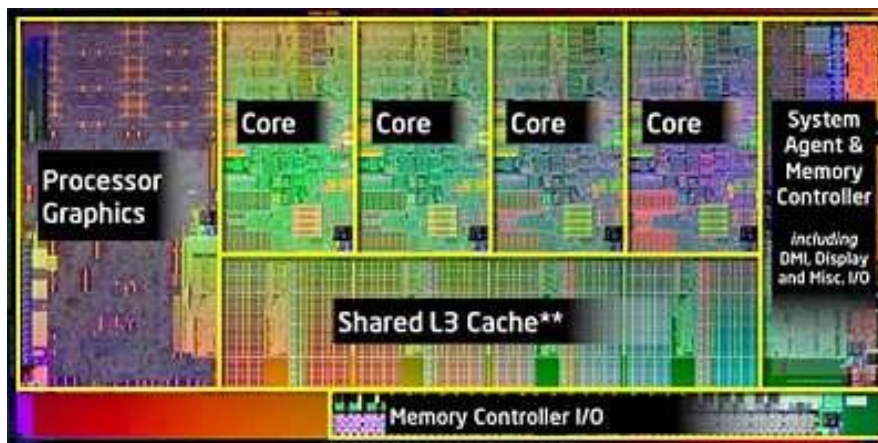 Processor
Graphics
Core
Core
Core
Core
System
Agent &
Memory
Controller
including
DMI, Display
and Misc. I/O
Shared L3 Cache**
Memory Controller I/O